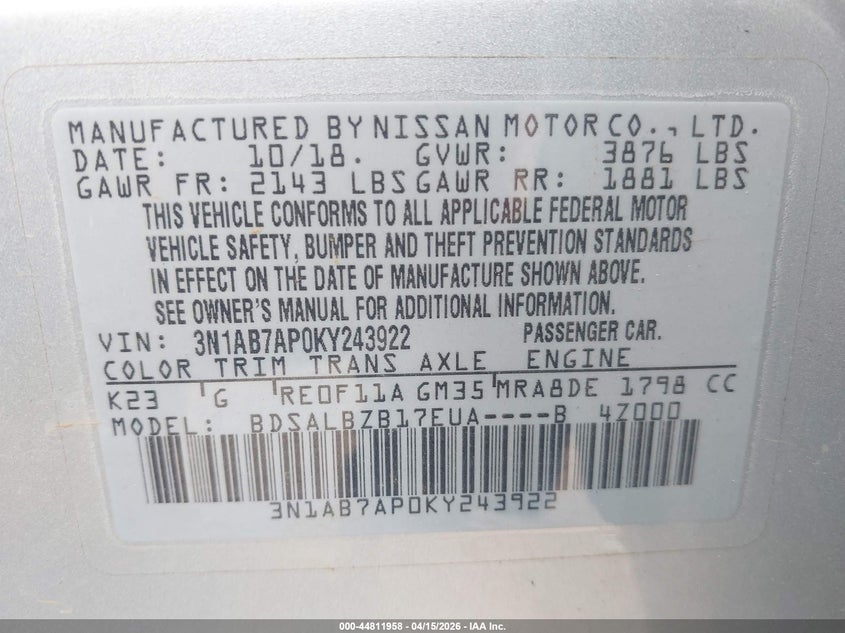 MANUFACTURED BY NISSAN MOTOR CO., LTD.
DATE: 10/18. GVWR: 3876 LBS
GAWR FR: 2143 LBS GAWR RR: 1881 LBS
THIS VEHICLE CONFORMS TO ALL APPLICABLE FEDERAL MOTOR
VEHICLE SAFETY, BUMPER AND THEFT PREVENTION STANDARDS
IN EFFECT ON THE DATE OF MANUFACTURE SHOWN ABOVE.
SEE OWNER'S MANUAL FOR ADDITIONAL INFORMATION.
VIN: 3N1AB7AP0KY243922 PASSENGER CAR.
COLOR TRIM TRANS AXLE ENGINE
K23 G RE0F11A GM35 MRA8DE 1798 CC
MODEL: BDSALBZB17EUA----B 4Z000
3N1AB7AP0KY243922
000-44811958 - 04/15/2026 - IAA Inc.